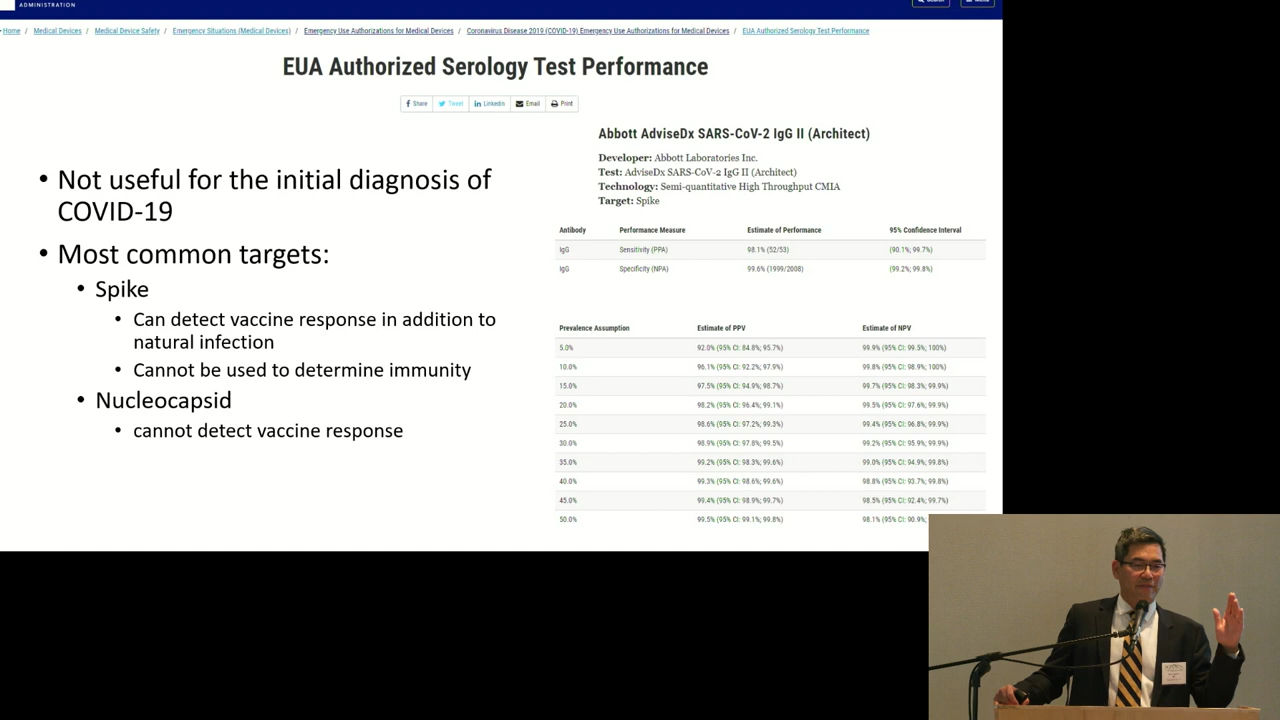 ADMINISTRATION
Search
Menu
Home / Medical Devices / Medical Device Safety / Emergency Situations (Medical Devices) / Emergency Use Authorizations for Medical Devices / Coronavirus Disease 2019 (COVID-19) Emergency Use Authorizations for Medical Devices / EUA Authorized Serology Test Performance
EUA Authorized Serology Test Performance
Share Tweet Linkedin Email Print
• Not useful for the initial diagnosis of
COVID-19
• Most common targets:
• Spike
• Can detect vaccine response in addition to
natural infection
• Cannot be used to determine immunity
• Nucleocapsid
• cannot detect vaccine response
Abbott AdviseDx SARS-CoV-2 IgG II (Architect)
Developer: Abbott Laboratories Inc.
Test: AdviseDx SARS-CoV-2 IgG II (Architect)
Technology: Semi-quantitative High Throughput CMIA
Target: Spike
Antibody Performance Measure Estimate of Performance 95% Confidence Interval
IgG Sensitivity (PPA) 98.1% (52/53) (90.1%; 99.7%)
IgG Specificity (NPA) 99.6% (1999/2008) (99.2%; 99.8%)
Prevalence Assumption Estimate of PPV Estimate of NPV
5.0% 92.0% (95% CI: 84.8%; 95.7%) 99.9% (95% CI: 99.5%; 100%)
10.0% 96.1% (95% CI: 92.2%; 97.9%) 99.8% (95% CI: 98.9%; 100%)
15.0% 97.5% (95% CI: 94.9%; 98.7%) 99.7% (95% CI: 98.3%; 99.9%)
20.0% 98.2% (95% CI: 96.4%; 99.1%) 99.5% (95% CI: 97.6%; 99.9%)
25.0% 98.6% (95% CI: 97.2%; 99.3%) 99.4% (95% CI: 96.8%; 99.9%)
30.0% 98.9% (95% CI: 97.8%; 99.5%) 99.2% (95% CI: 95.9%; 99.9%)
35.0% 99.2% (95% CI: 98.3%; 99.6%) 99.0% (95% CI: 94.9%; 99.8%)
40.0% 99.3% (95% CI: 98.6%; 99.6%) 98.8% (95% CI: 93.7%; 99.8%)
45.0% 99.4% (95% CI: 98.9%; 99.7%) 98.5% (95% CI: 92.4%; 99.7%)
50.0% 99.5% (95% CI: 99.1%; 99.8%) 98.1% (95% CI: 90.9%;